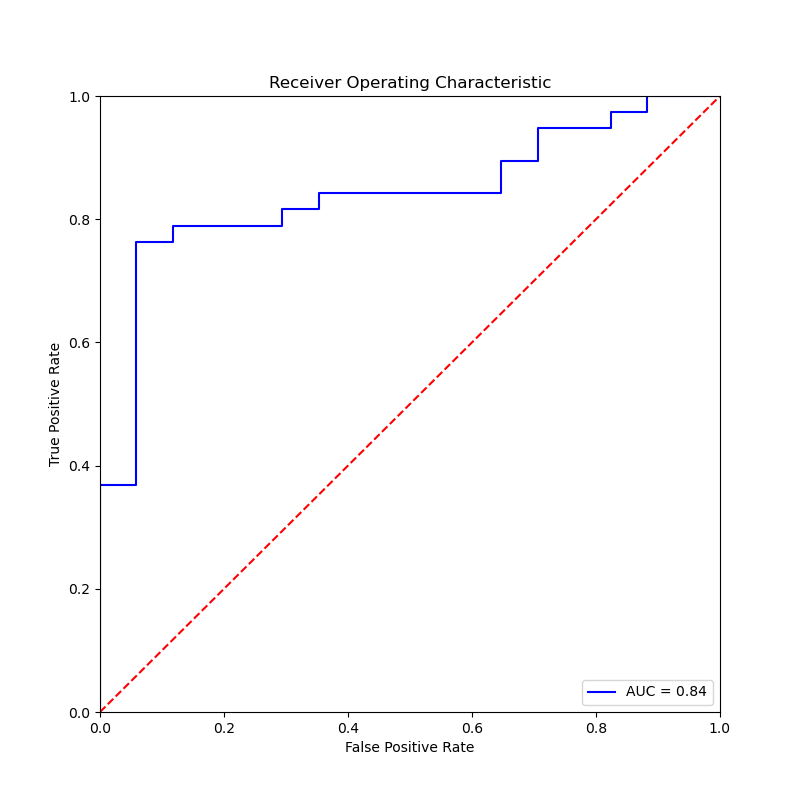 Receiver Operating Characteristic
1.0
0.8
0.6
0.4
0.2
0.0
True Positive Rate
AUC = 0.84
0.0 0.2 0.4 0.6 0.8 1.0
False Positive Rate